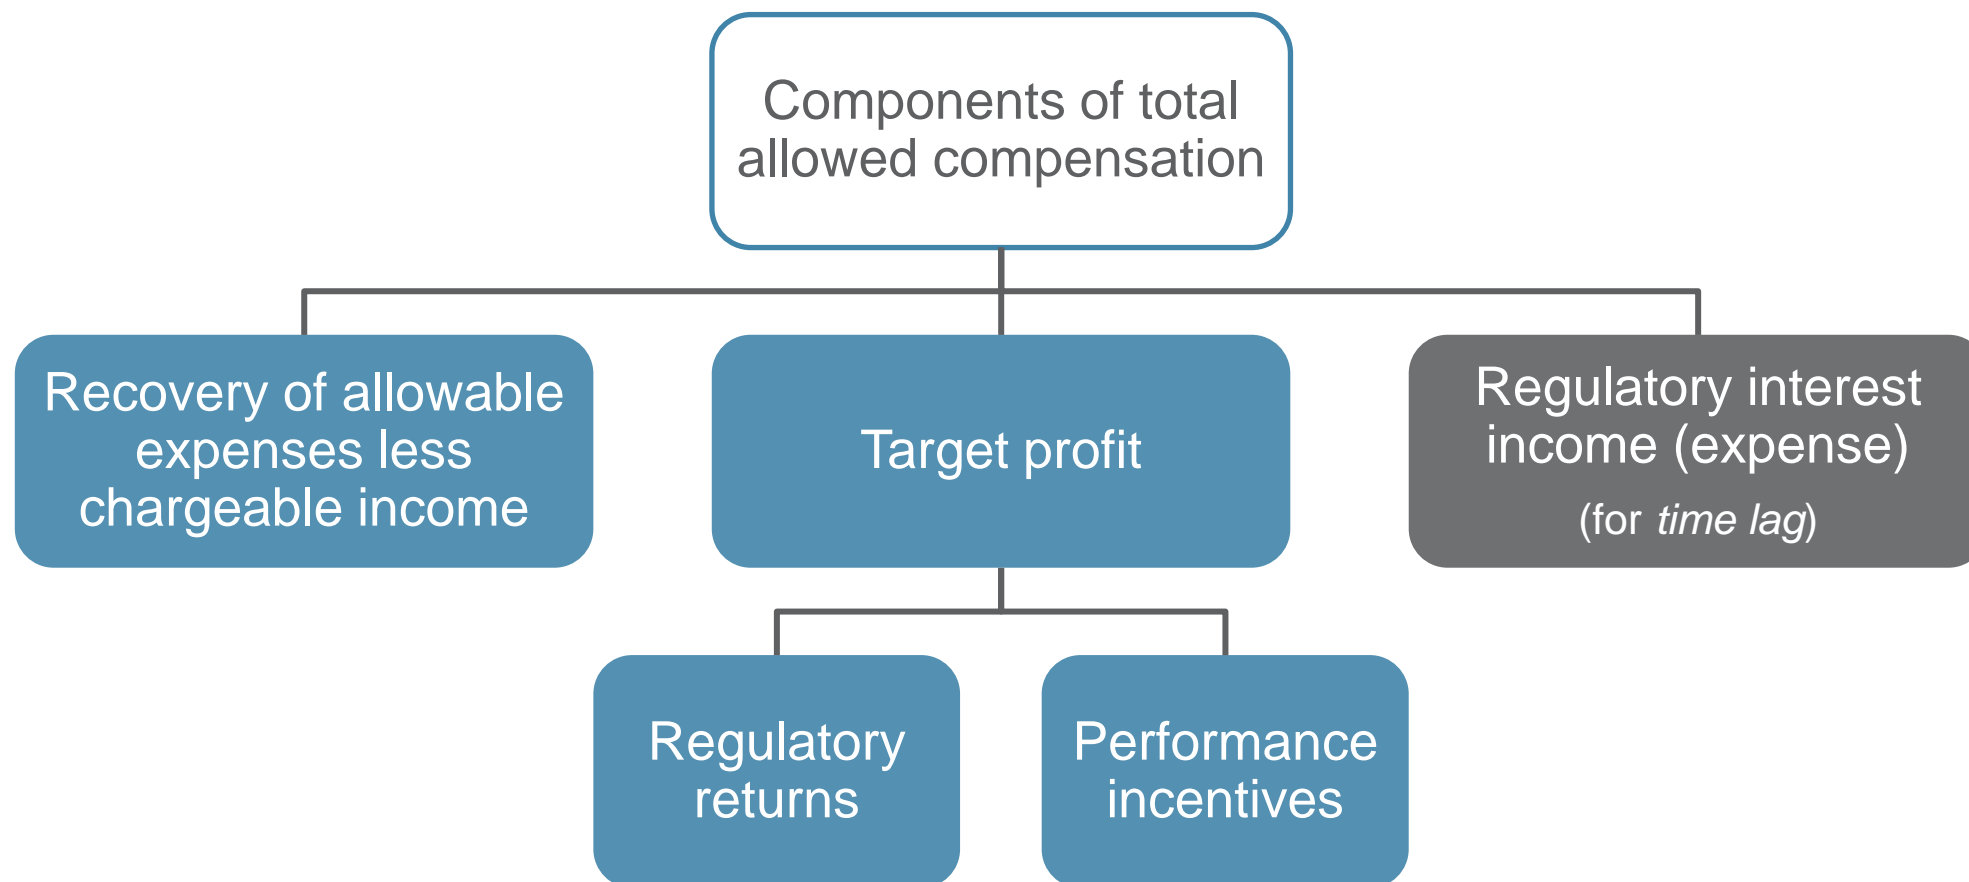 Components of total
allowed compensation
Recovery of allowable
expenses less
chargeable income
Target profit
Regulatory interest
income (expense)
(for time lag)
Regulatory
returns
Performance
incentives